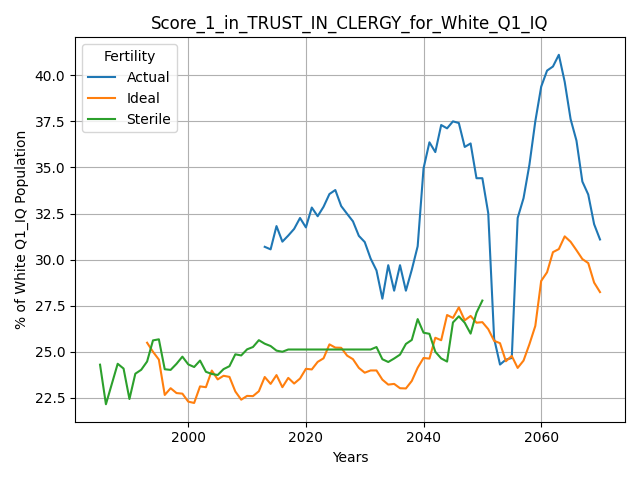 Score_1_in_TRUST_IN_CLERGY_for_White_Q1_IQ
Fertility
Actual
Ideal
Sterile
% of White Q1_IQ Population
40.0
37.5
35.0
32.5
30.0
27.5
25.0
22.5
2000
2020
2040
2060
Years